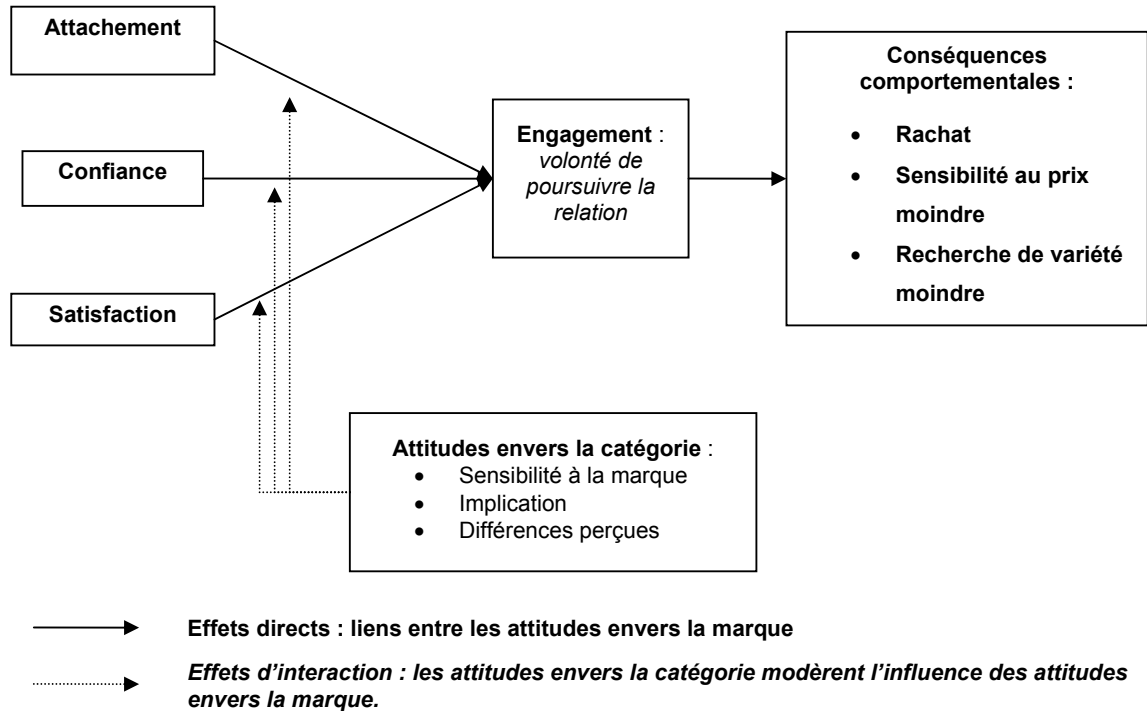 Attachement
Confiance
Satisfaction
Engagement :
volonté de
poursuivre la
relation
Conséquences
comportementales :
• Rachat
• Sensibilité au prix
moindre
• Recherche de variété
moindre
Attitudes envers la catégorie :
• Sensibilité à la marque
• Implication
• Différences perçues
Effets directs : liens entre les attitudes envers la marque
Effets d’interaction : les attitudes envers la catégorie modèrent l’influence des attitudes
envers la marque.